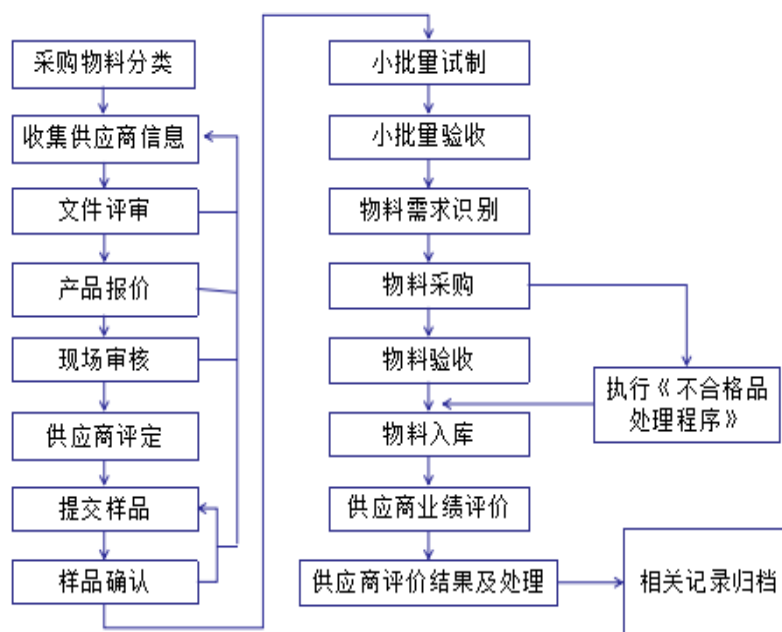 采购物料分类
收集供应商信息
文件评审
产品报价
现场审核
供应商评定
提交样品
样品确认
小批量试制
小批量验收
物料需求识别
物料采购
物料验收
物料入库
供应商业绩评价
供应商评价结果及处理
执行《不合格品
处理程序》
相关记录归档